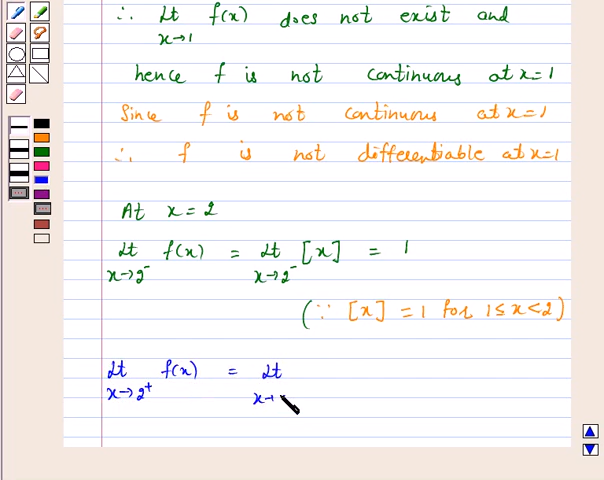 ∴ Lt f(x) does not exist and
x→1
hence f is not continuous at x=1
Since f is not continuous at x=1
∴ f is not differentiable at x=1
At x = 2
Lt f(x) = Lt [x] = 1
x→2⁻ x→2⁻
(∵ [x] = 1 for 1≤x<2)
Lt f(x) = Lt
x→2⁺ x→